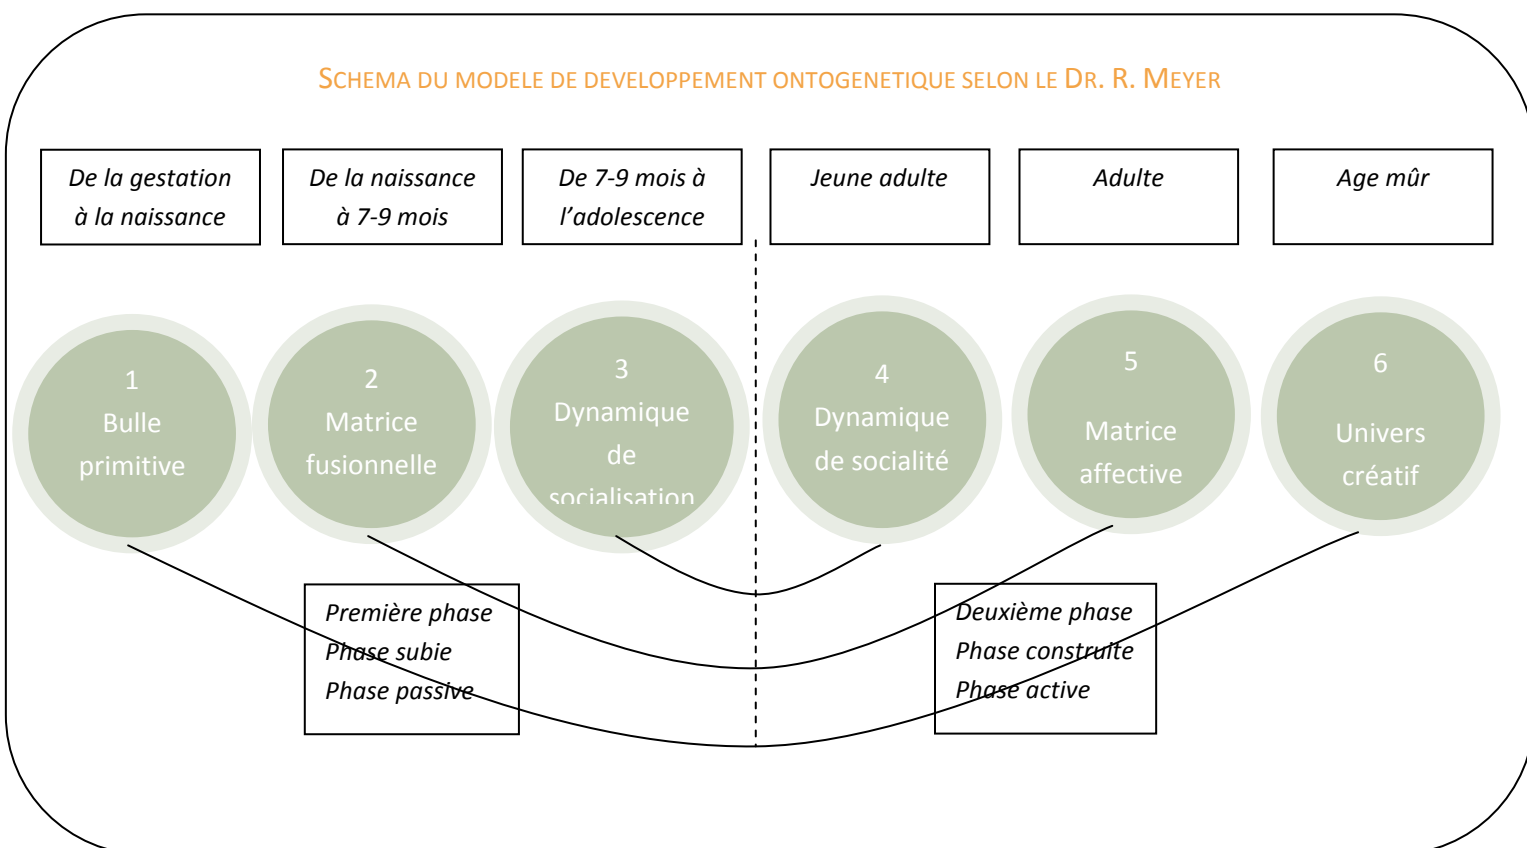 SCHEMA DU MODELE DE DEVELOPPEMENT ONTOGENETIQUE SELON LE DR. R. MEYER
De la gestation
à la naissance
De la naissance
à 7-9 mois
De 7-9 mois à
l’adolescence
Jeune adulte
Adulte
Age mûr
1
Bulle
primitive
2
Matrice
fusionnelle
3
Dynamique
de
socialisation
4
Dynamique
de socialité
5
Matrice
affective
6
Univers
créatif
Première phase
Phase subie
Phase passive
Deuxième phase
Phase construite
Phase active